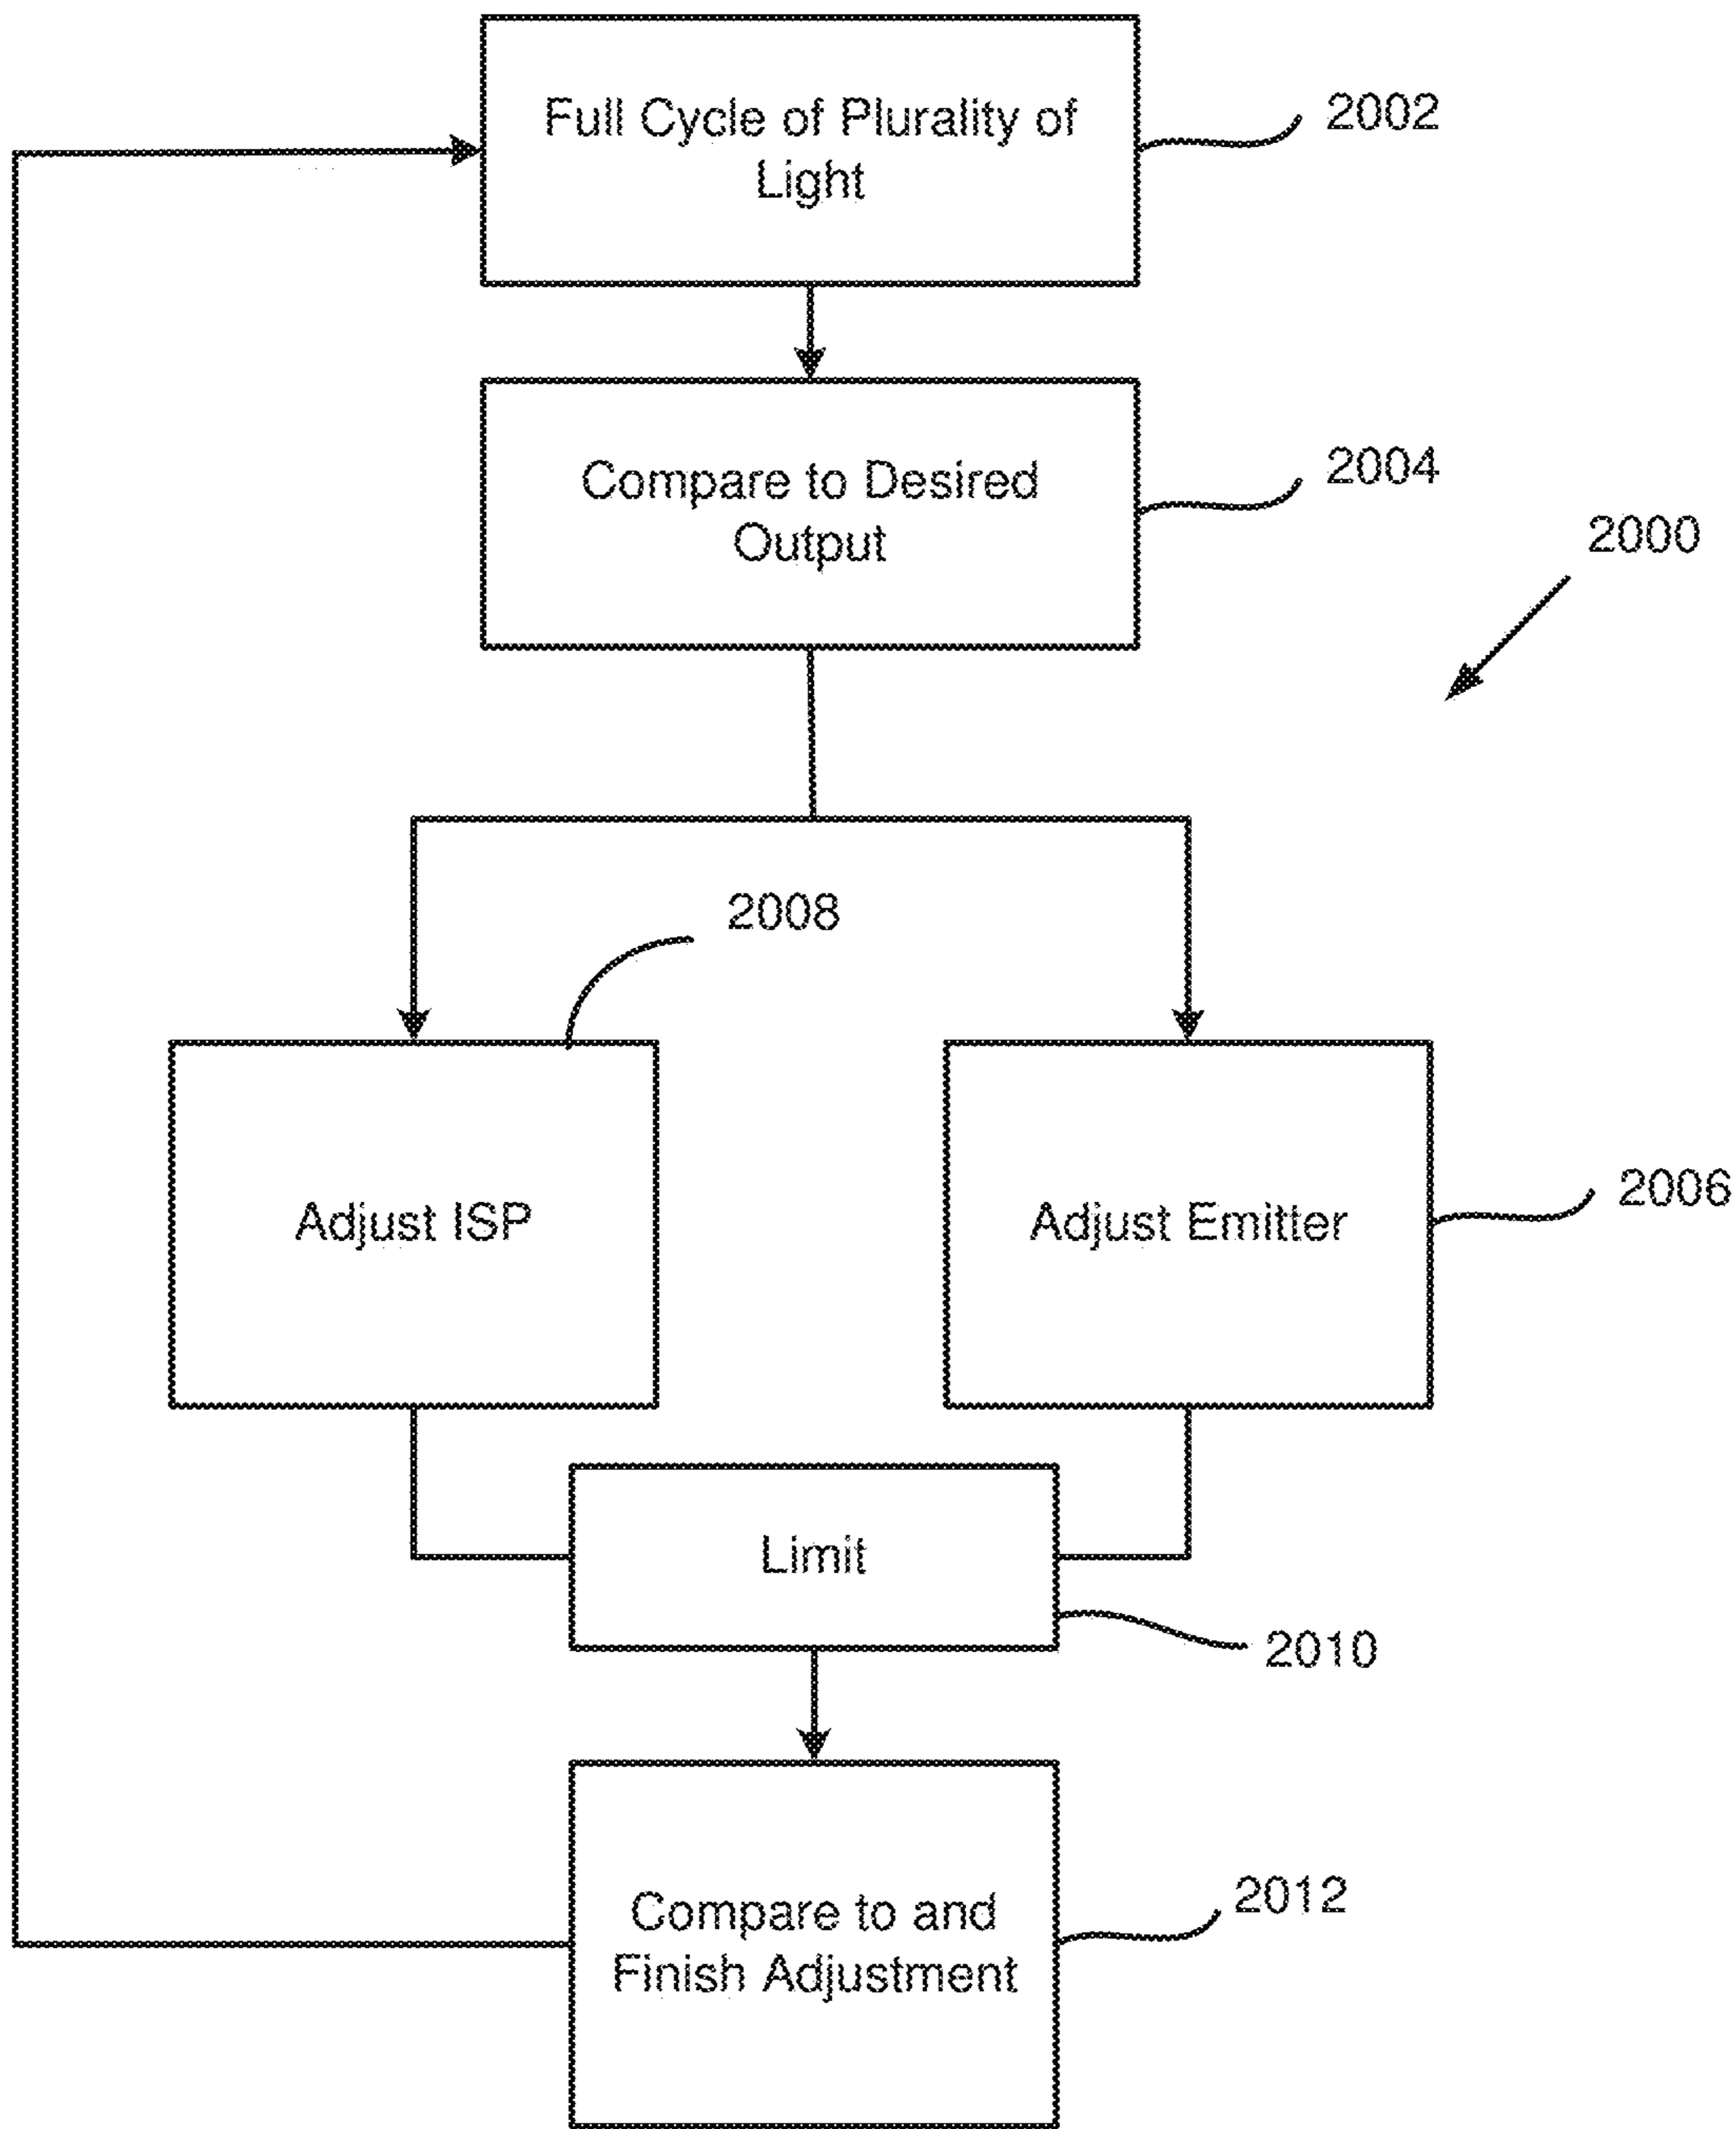 Full Cycle of Plurality of
Light
2002
Compare to Desired
Output
2004
2000
2008
Adjust ISP
Adjust Emitter
2006
Limit
2010
Compare to and
Finish Adjustment
2012